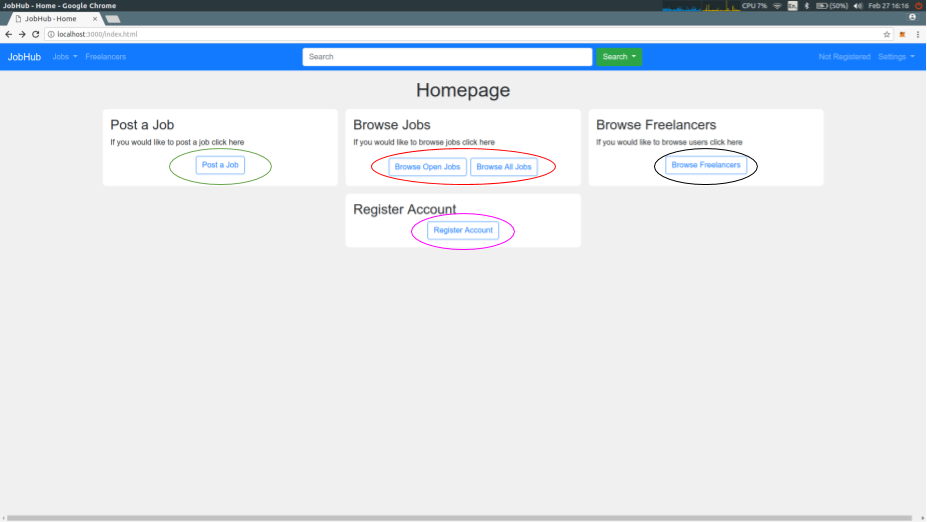 JobHub - Home - Google Chrome
CPU 7% En (50%) Feb 27 16:16
JobHub - Home
localhost:3000/index.html
JobHub Jobs Freelancers Search Search Not Registered Settings
Homepage
Post a Job
If you would like to post a job click here
Post a Job
Browse Jobs
If you would like to browse jobs click here
Browse Open Jobs Browse All Jobs
Browse Freelancers
If you would like to browse users click here
Browse Freelancers
Register Account
Register Account